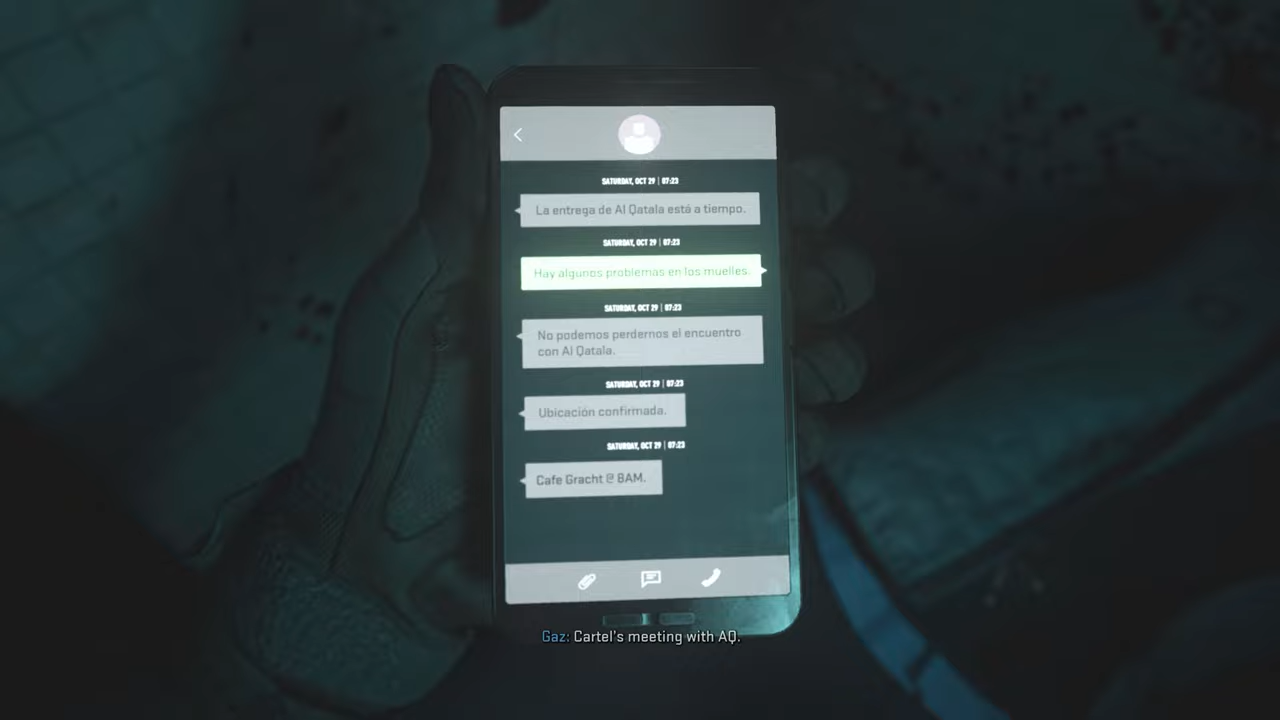 SATURDAY, OCT 29 | 07:23
La entrega de Al Qatala está a tiempo.
SATURDAY, OCT 29 | 07:23
Hay algunos problemas en los muelles.
SATURDAY, OCT 29 | 07:23
No podemos perdernos el encuentro
con Al Qatala.
SATURDAY, OCT 29 | 07:23
Ubicación confirmada.
SATURDAY, OCT 29 | 07:23
Cafe Gracht @ 8AM.
Gaz: Cartel's meeting with AQ.